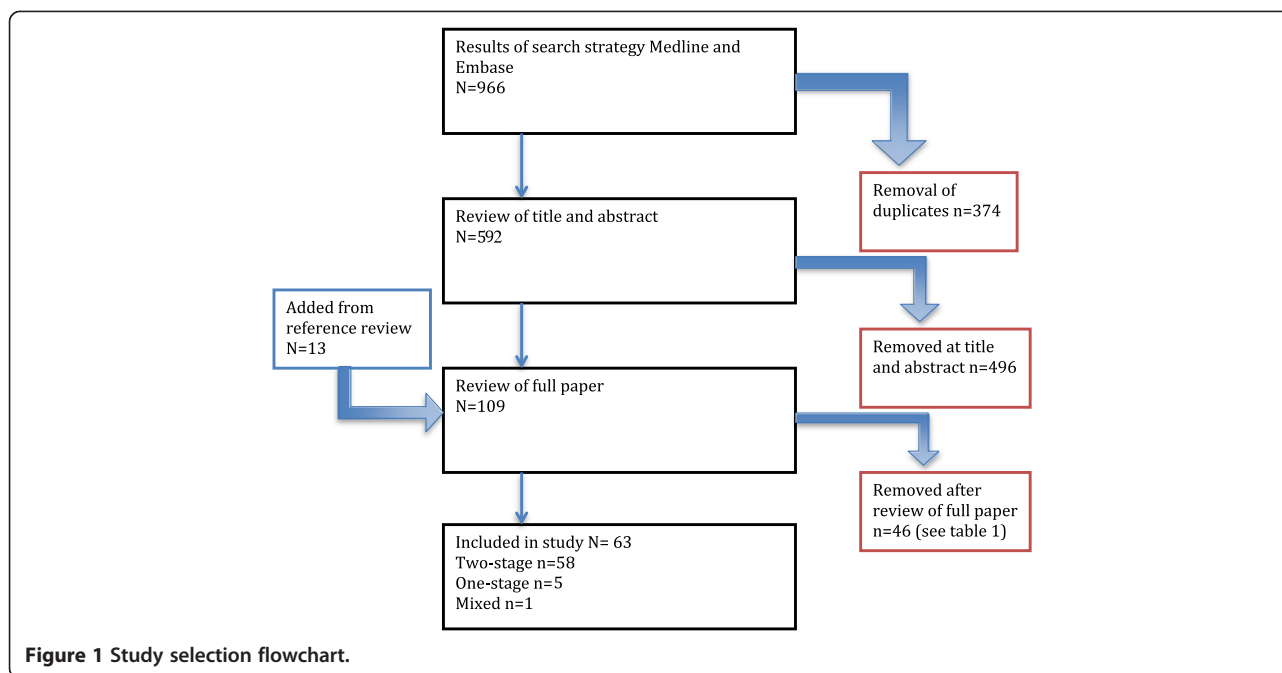 Results of search strategy Medline and
Embase
N=966
Removal of
duplicates n=374
Review of title and abstract
N=592
Removed at title
and abstract n=496
Added from
reference review
N=13
Review of full paper
N=109
Removed after
review of full paper
n=46 (see table 1)
Included in study N= 63
Two-stage n=58
One-stage n=5
Mixed n=1
Figure 1 Study selection flowchart.